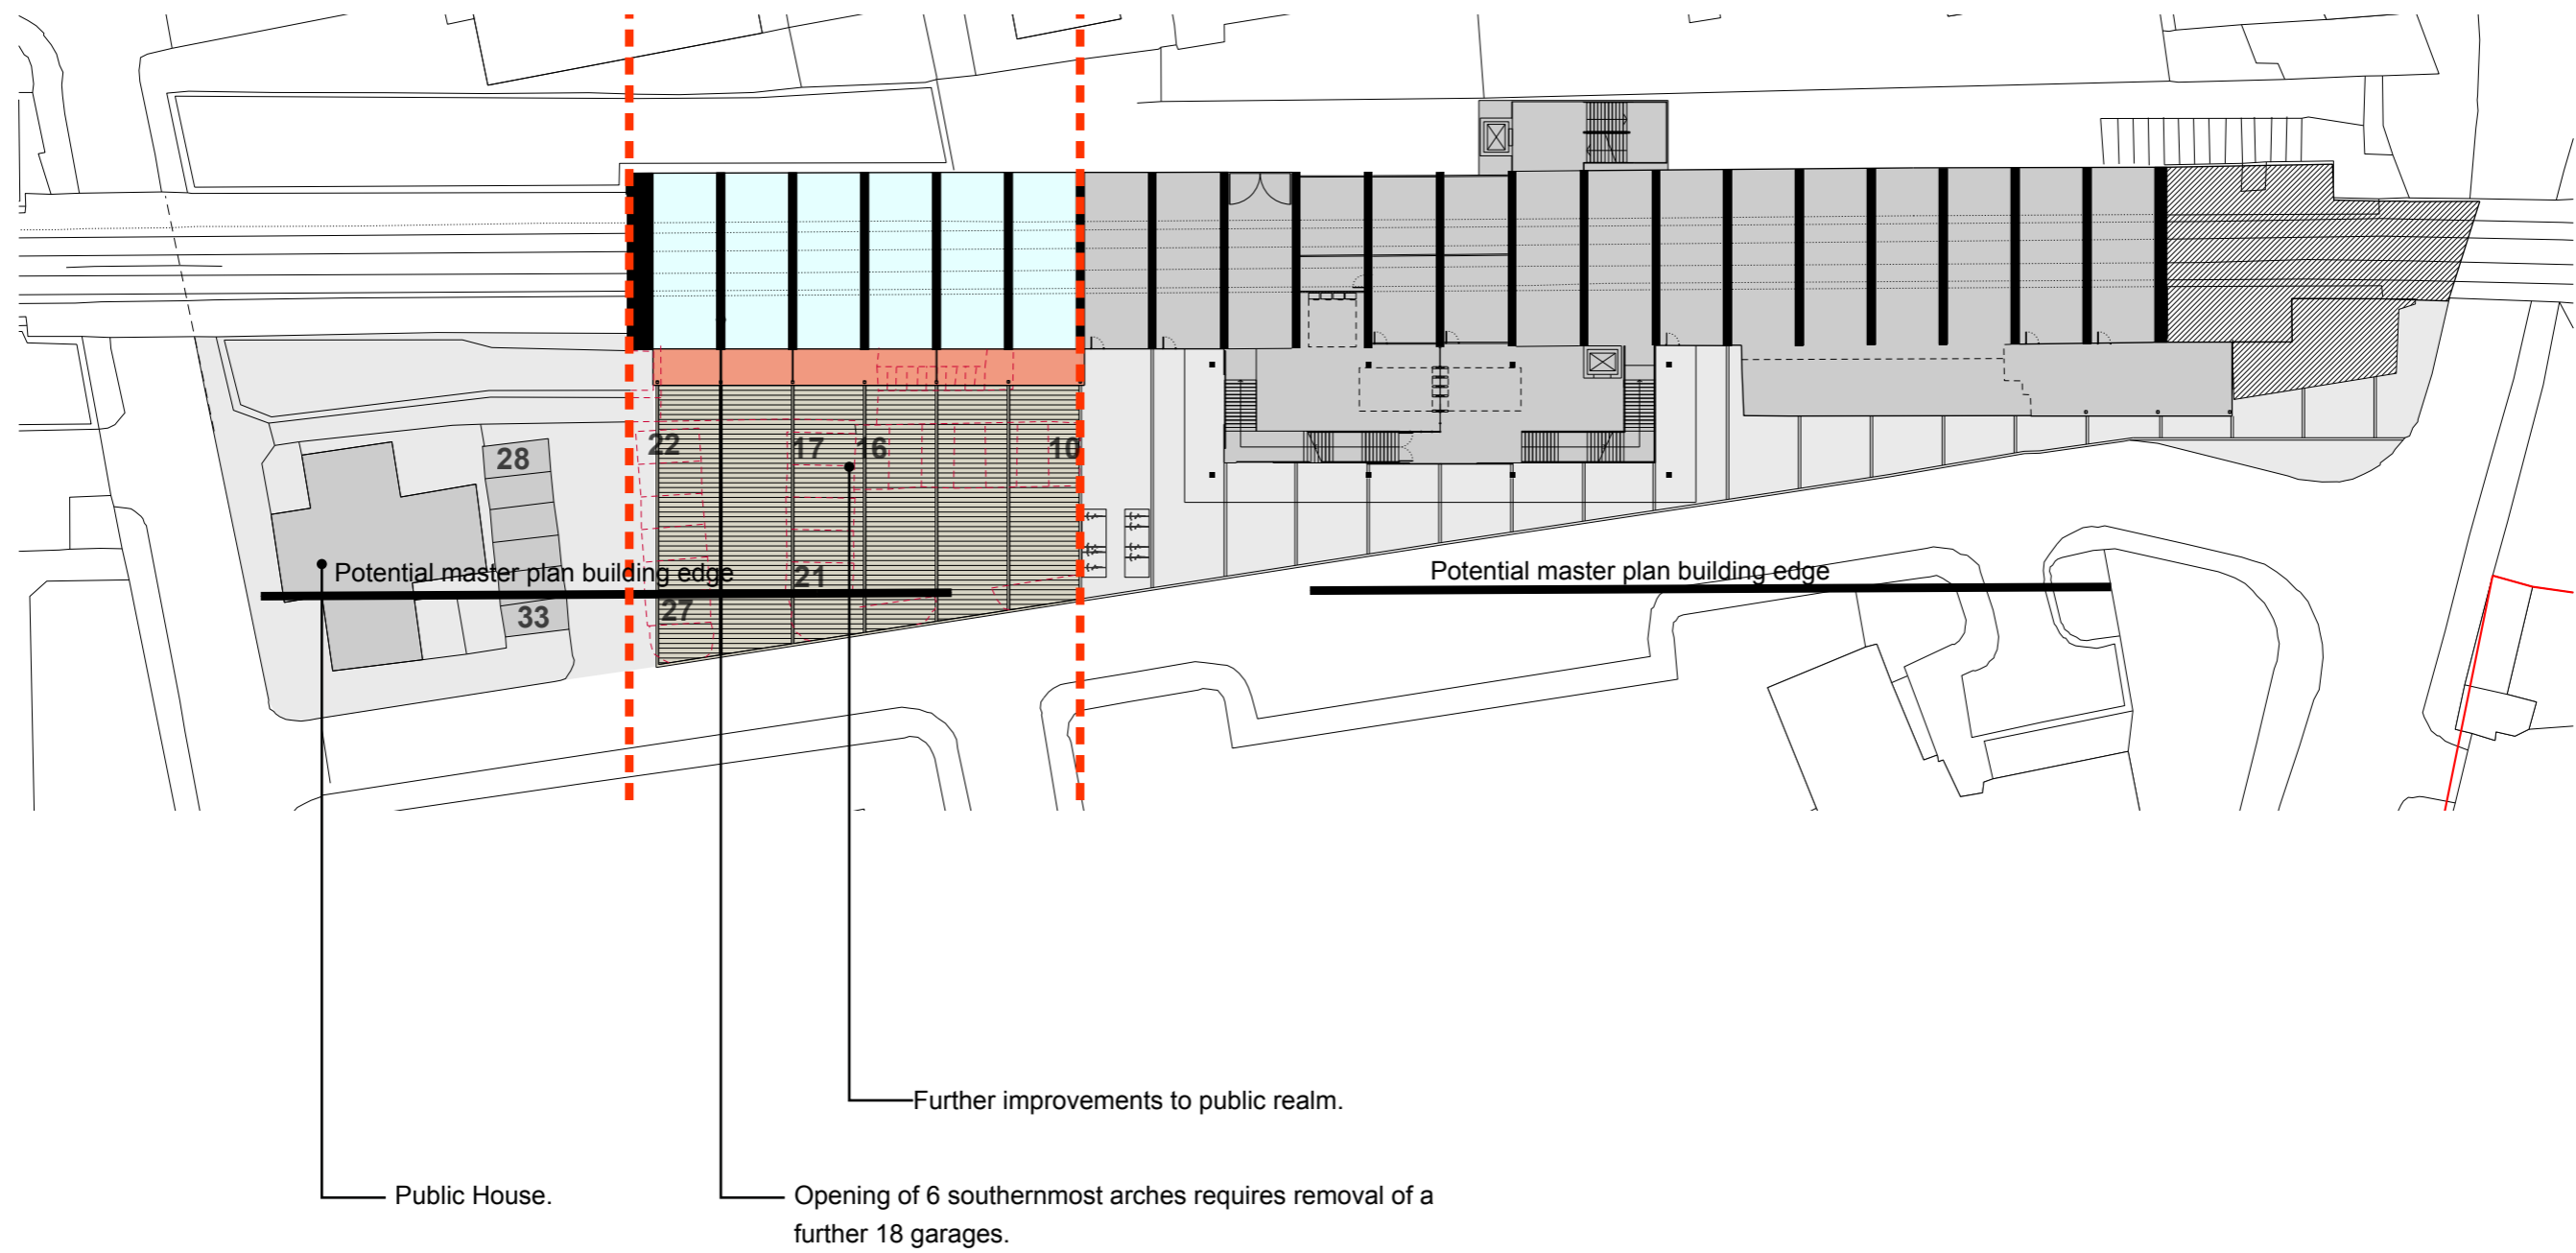 22
17
16
10
28
Potential master plan building edge
Potential master plan building edge
21
27
33
Further improvements to public realm.
Public House.
Opening of 6 southernmost arches requires removal of a
further 18 garages.